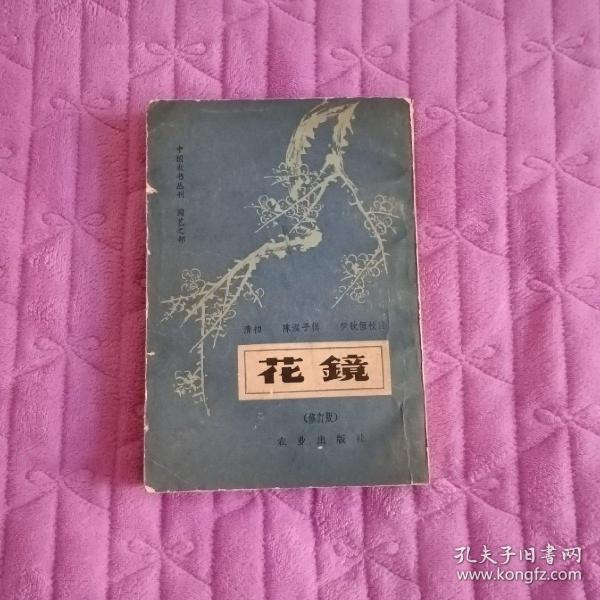 中国农书丛刊 园艺之部
清初 陈淏子辑 伊钦恒校注
花鏡
(修訂版)
农业出版社
孔夫子旧书网
www.kongfz.com